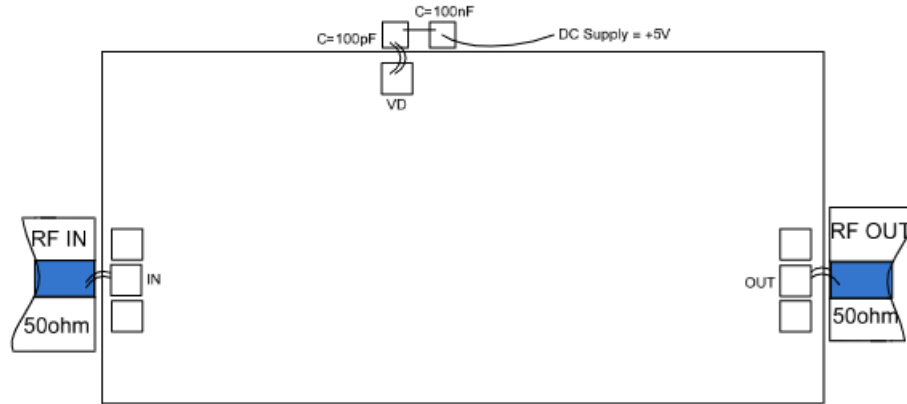 C=100nF
C=100pF
DC Supply = +5V
VD
RF IN
RF OUT
IN
OUT
50ohm
50ohm